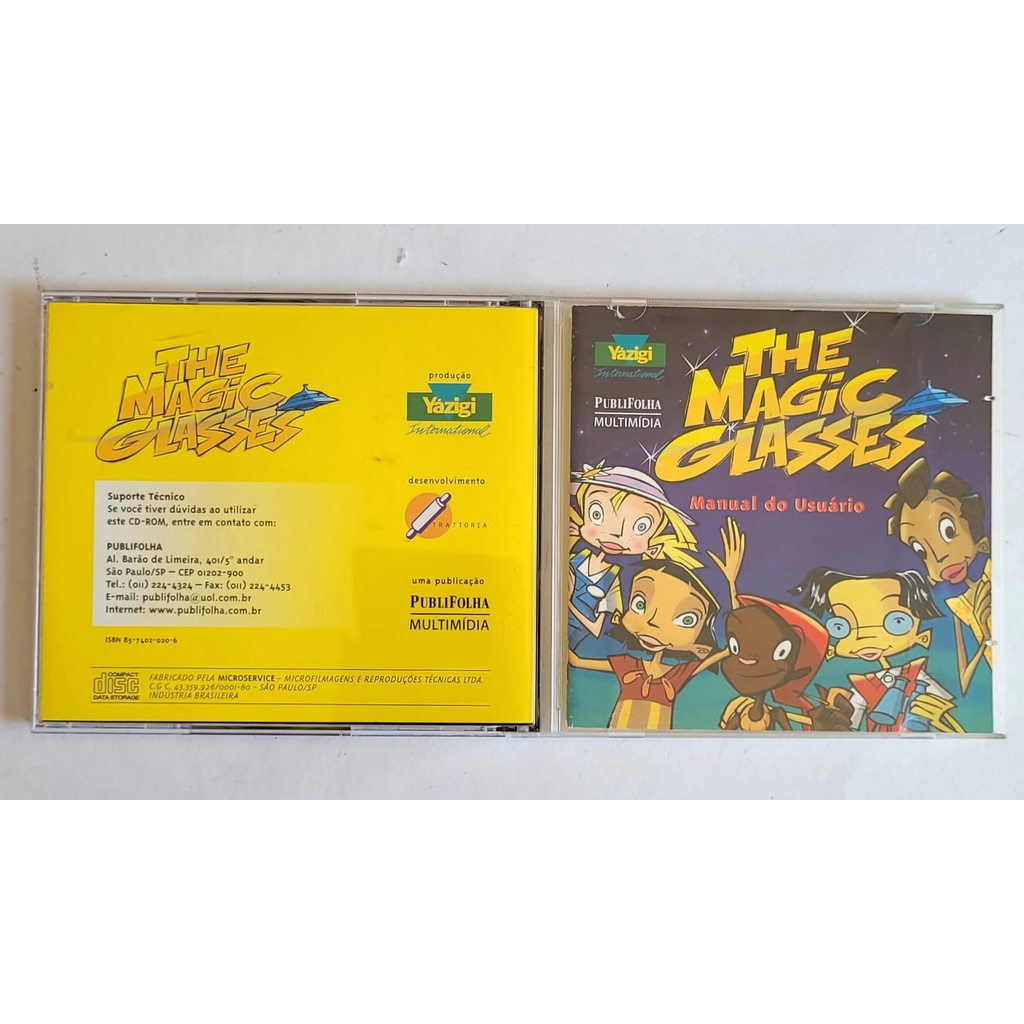 THE
MAGIC
GLASSES
produção
Yázigi
International
desenvolvimento
TRATTORIA
uma publicação
PUBLIFOLHA
MULTIMÍDIA
Suporte Técnico
Se você tiver dúvidas ao utilizar
este CD-ROM, entre em contato com:
PUBLIFOLHA
Al. Barão de Limeira, 401/5º andar
São Paulo/SP – CEP 01202-900
Tel.: (011) 224-4324 – Fax: (011) 224-4453
E-mail: publifolha@uol.com.br
Internet: www.publifolha.com.br
ISBN 85-7402-020-6
COMPACT
disc
DATA STORAGE
FABRICADO PELA MICROSERVICE – MICROFILMAGENS E REPRODUÇÕES TÉCNICAS LTDA.
C.G C. 43.359.926/0001-80 – SÃO PAULO/SP
INDÚSTRIA BRASILEIRA
Yázigi
International
PUBLIFOLHA
MULTIMÍDIA
THE
MAGIC
GLASSES
Manual do Usuário